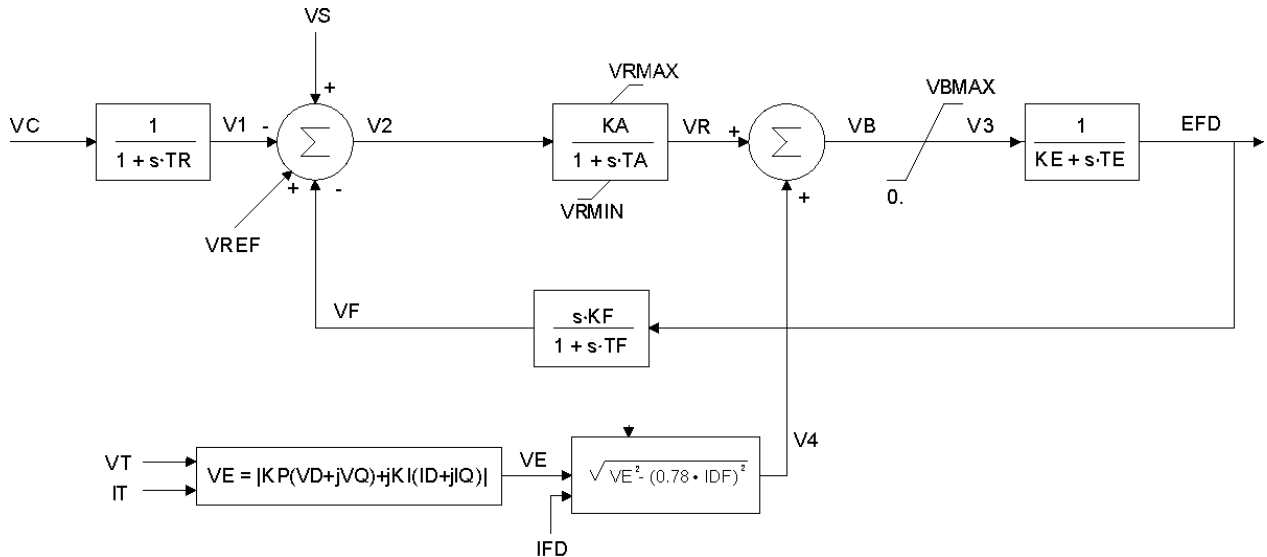 VS
VRMAX
VBMAX
VC
1
1 + s·TR
V1
-
+
Σ
V2
KA
1 + s·TA
VR
+
Σ
VB
V3
1
KE + s·TE
EFD
+
-
VREF
VRMIN
+
0.
VF
s·KF
1 + s·TF
V4
VT
IT
VE = |KP(VD+jVQ)+jKI(ID+jIQ)|
VE
√VE² - (0.78 • IDF)²
IFD